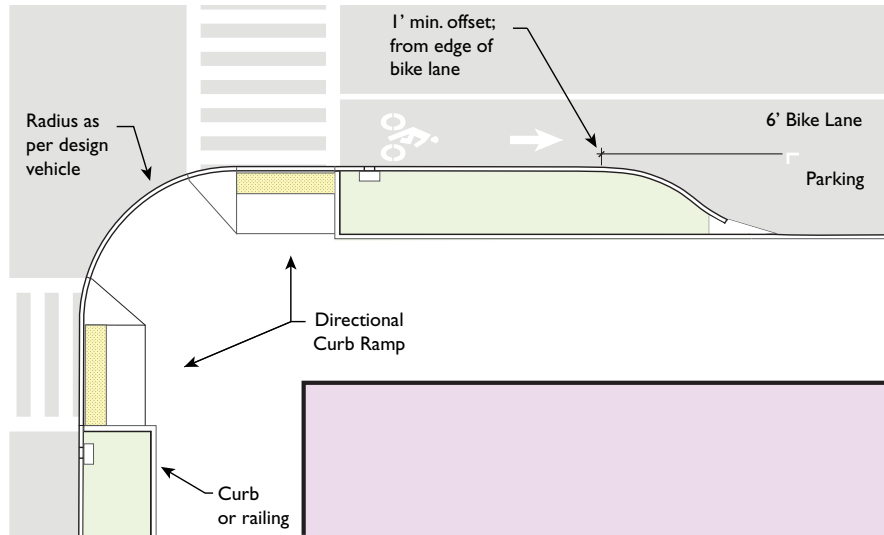 1’ min. offset;
from edge of
bike lane
Radius as
per design
vehicle
6’ Bike Lane
Parking
Directional
Curb Ramp
Curb
or railing